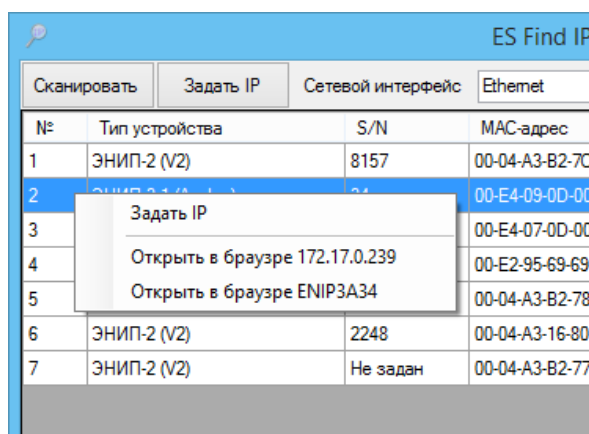 ES Find IP
Сканировать Задать IP Сетевой интерфейс Ethernet
№ Тип устройства S/N MAC-адрес
1 ЭНИП-2 (V2) 8157 00-04-A3-B2-7C
2 00-E4-09-0D-00
Задать IP
3 00-E4-07-0D-00
Открыть в браузре 172.17.0.239
4 00-E2-95-69-69
Открыть в браузре ENIP3A34
5 00-04-A3-B2-78
6 ЭНИП-2 (V2) 2248 00-04-A3-16-80
7 ЭНИП-2 (V2) Не задан 00-04-A3-B2-77